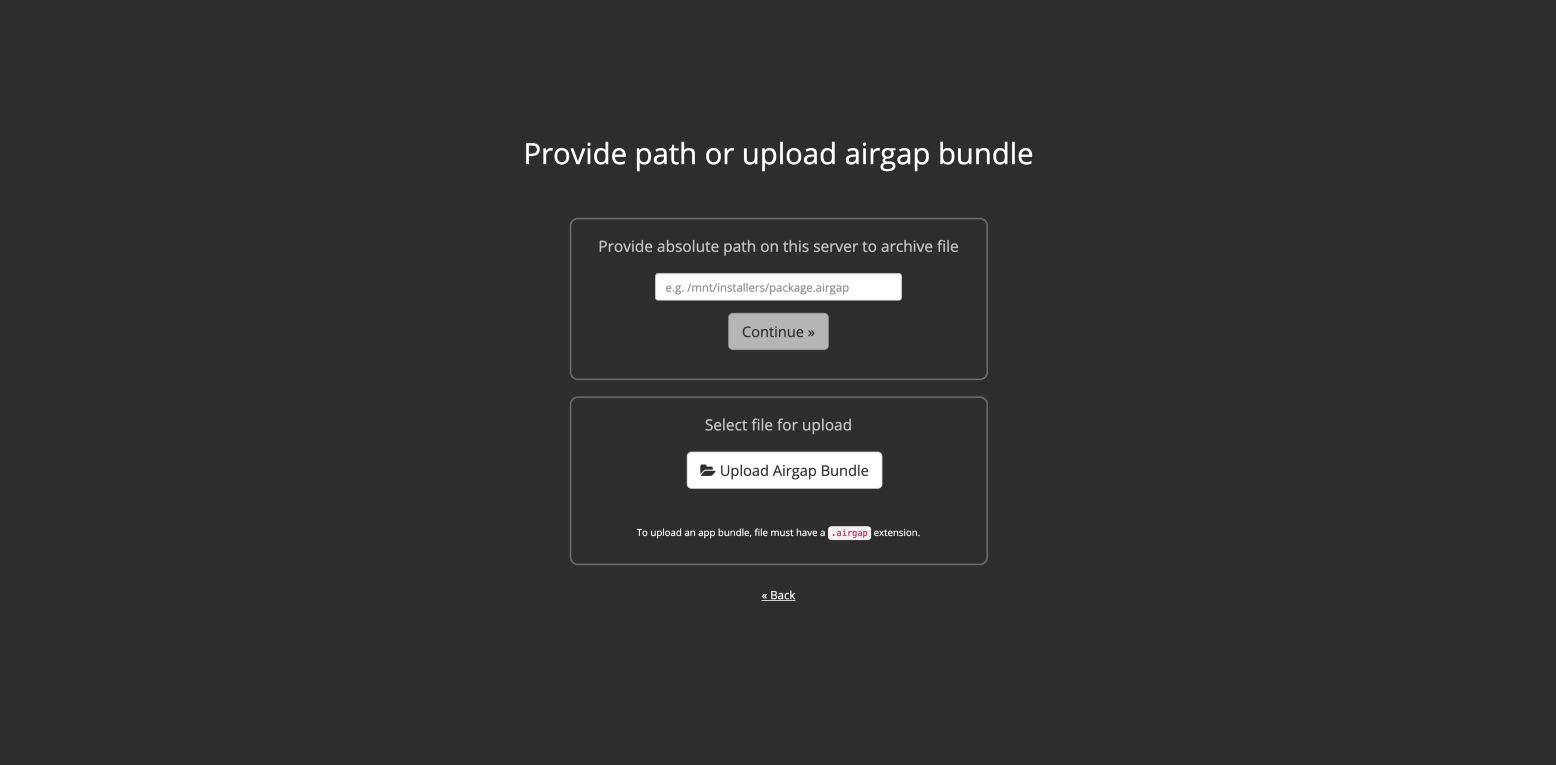 Provide path or upload airgap bundle
Provide absolute path on this server to archive file
e.g. /mnt/installers/package.airgap
Continue »
Select file for upload
Upload Airgap Bundle
To upload an app bundle, file must have a .airgap extension.
« Back